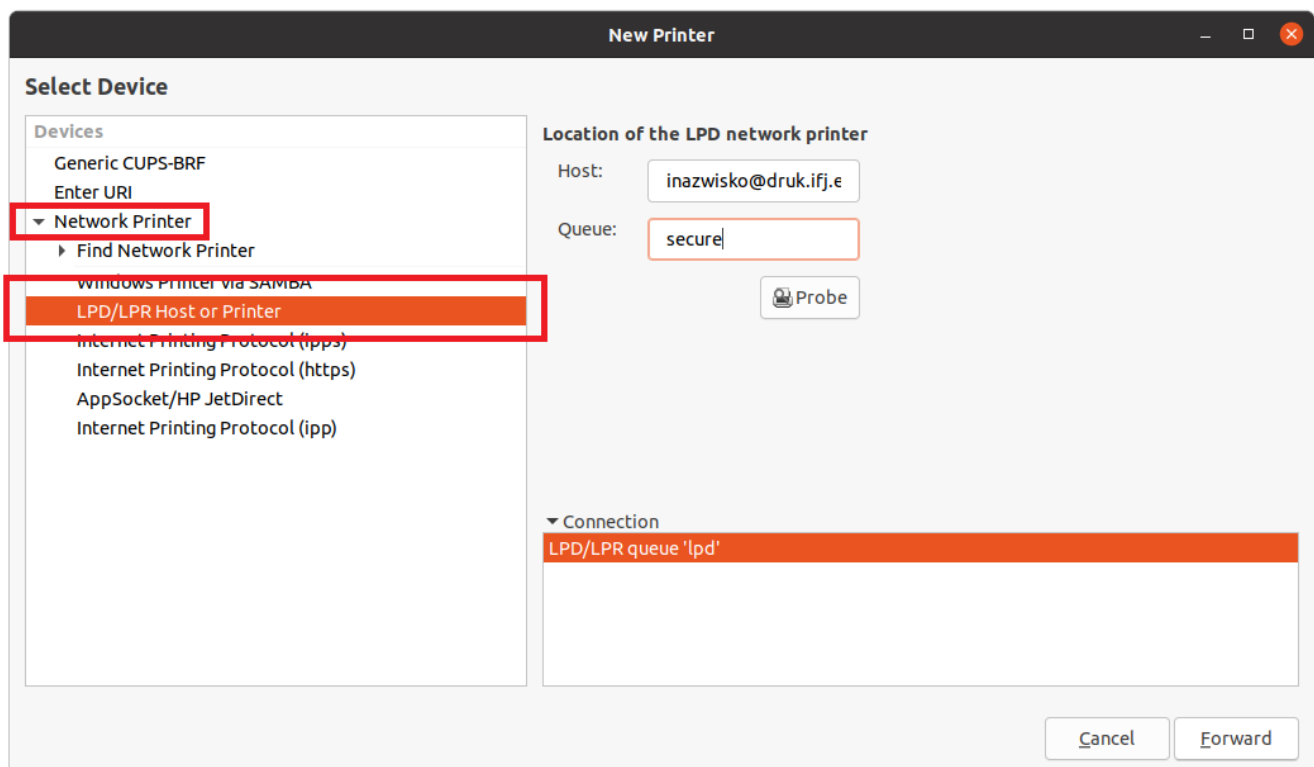 New Printer
Select Device
Devices
Generic CUPS-BRF
Enter URI
Network Printer
Find Network Printer
Windows Printer via SAMBA
LPD/LPR Host or Printer
Internet Printing Protocol (ipps)
Internet Printing Protocol (https)
AppSocket/HP JetDirect
Internet Printing Protocol (ipp)
Location of the LPD network printer
Host: inazwisko@druk.ifj.e
Queue: secure
Probe
Connection
LPD/LPR queue 'lpd'
Cancel Forward